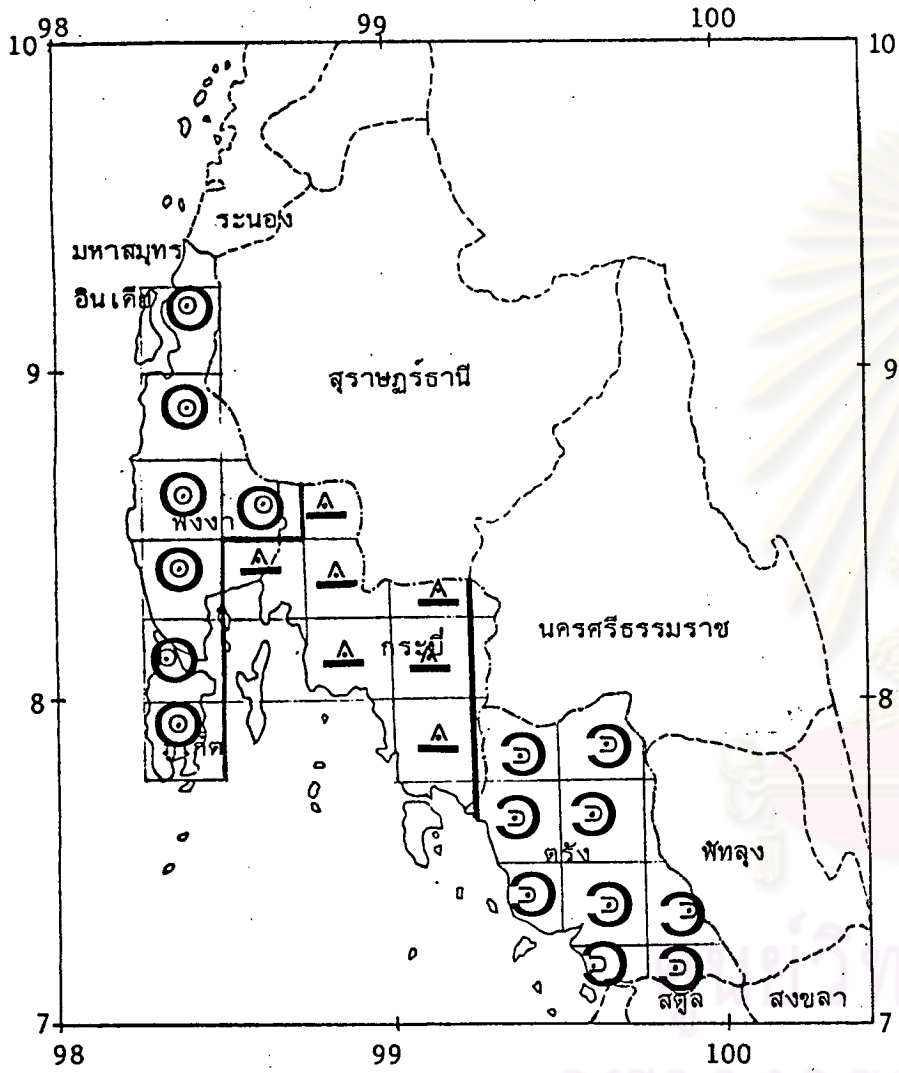 98 99 100
10 10
ระนอง
มหาสมุทร
อินเดีย
9 9
สุราษฎร์ธานี
พังงา
นครศรีธรรมราช
กระบี่
8 8
ตรัง
พัทลุง
สตูล สงขลา
7 7
98 99 100